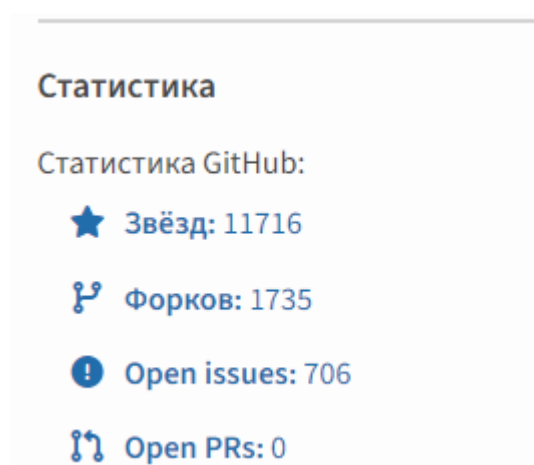 Статистика
Статистика GitHub:
Звёзд: 11716
Форков: 1735
Open issues: 706
Open PRs: 0